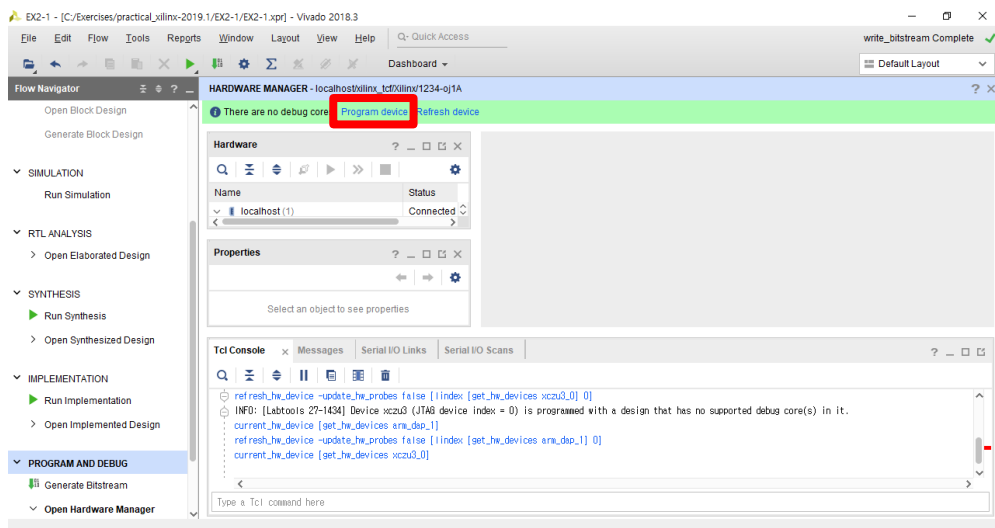 EX2-1 - [C:/Exercises/practical_xilinx-2019.1/EX2-1/EX2-1.xpr] - Vivado 2018.3
File Edit Flow Tools Reports Window Layout View Help Q- Quick Access write_bitstream Complete
Dashboard Default Layout
Flow Navigator
Open Block Design
Generate Block Design
SIMULATION
Run Simulation
RTL ANALYSIS
Open Elaborated Design
SYNTHESIS
Run Synthesis
Open Synthesized Design
IMPLEMENTATION
Run Implementation
Open Implemented Design
PROGRAM AND DEBUG
Generate Bitstream
Open Hardware Manager
HARDWARE MANAGER - localhost/xilinx_tcf/Xilinx/1234-oj1A
There are no debug core Program device Refresh device
Hardware
Name Status
localhost (1) Connected
Properties
Select an object to see properties
Tcl Console Messages Serial I/O Links Serial I/O Scans
refresh_hw_device -update_hw_probes false [lindex [get_hw_devices xczu3_0] 0]
INFO: [Labtools 27-1434] Device xczu3 (JTAG device index = 0) is programmed with a design that has no supported debug core(s) in it.
current_hw_device [get_hw_devices arm_dap_1]
refresh_hw_device -update_hw_probes false [lindex [get_hw_devices arm_dap_1] 0]
current_hw_device [get_hw_devices xczu3_0]
Type a Tcl command here